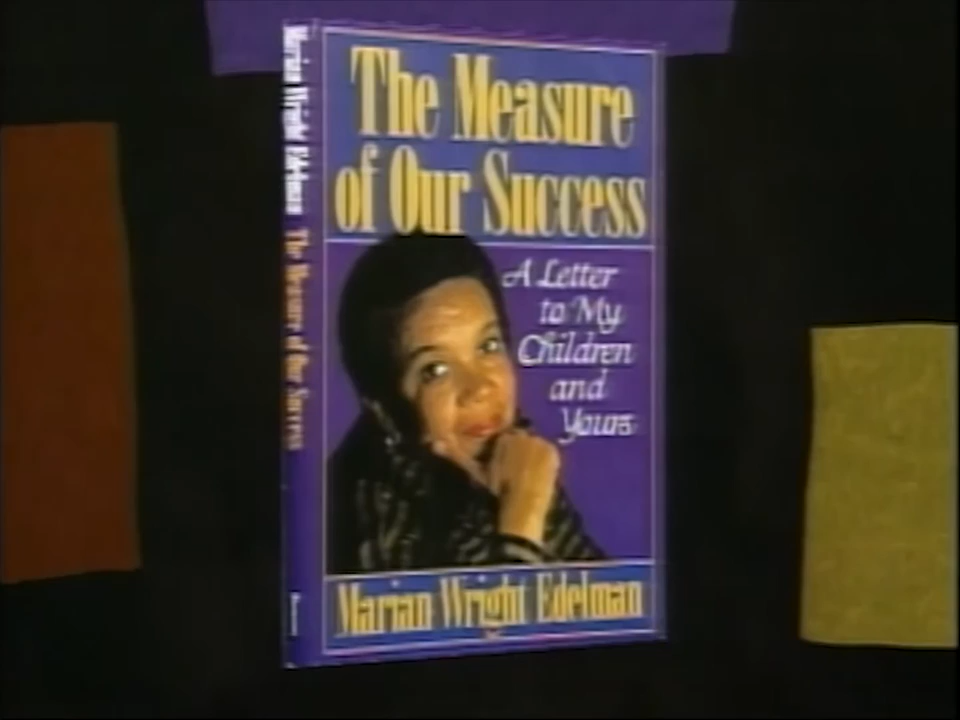 The Measure
of Our Success
A Letter
to My
Children
and
Yours
Marian Wright Edelman
Marian Wright Edelman The Measure of Our Success